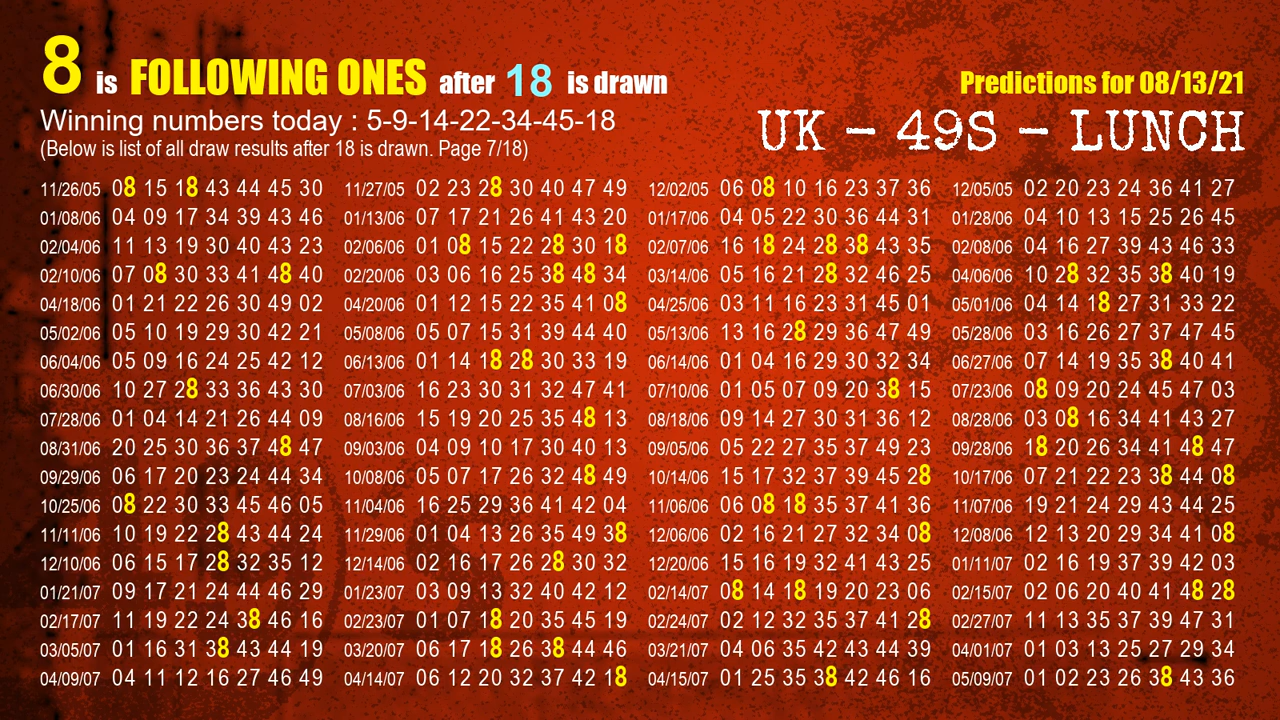 8 is FOLLOWING ONES after 18 is drawn
Predictions for 08/13/21
Winning numbers today : 5-9-14-22-34-45-18
UK - 49S - LUNCH
(Below is list of all draw results after 18 is drawn. Page 7/18)
11/26/05 08 15 18 43 44 45 30 11/27/05 02 23 28 30 40 47 49 12/02/05 06 08 10 16 23 37 36 12/05/05 02 20 23 24 36 41 27
01/08/06 04 09 17 34 39 43 46 01/13/06 07 17 21 26 41 43 20 01/17/06 04 05 22 30 36 44 31 01/28/06 04 10 13 15 25 26 45
02/04/06 11 13 19 30 40 43 23 02/06/06 01 08 15 22 28 30 18 02/07/06 16 18 24 28 38 43 35 02/08/06 04 16 27 39 43 46 33
02/10/06 07 08 30 33 41 48 40 02/20/06 03 06 16 25 38 48 34 03/14/06 05 16 21 28 32 46 25 04/06/06 10 28 32 35 38 40 19
04/18/06 01 21 22 26 30 49 02 04/20/06 01 12 15 22 35 41 08 04/25/06 03 11 16 23 31 45 01 05/01/06 04 14 18 27 31 33 22
05/02/06 05 10 19 29 30 42 21 05/08/06 05 07 15 31 39 44 40 05/13/06 13 16 28 29 36 47 49 05/28/06 03 16 26 27 37 47 45
06/04/06 05 09 16 24 25 42 12 06/13/06 01 14 18 28 30 33 19 06/14/06 01 04 16 29 30 32 34 06/27/06 07 14 19 35 38 40 41
06/30/06 10 27 28 33 36 43 30 07/03/06 16 23 30 31 32 47 41 07/10/06 01 05 07 09 20 38 15 07/23/06 08 09 20 24 45 47 03
07/28/06 01 04 14 21 26 44 09 08/16/06 15 19 20 25 35 48 13 08/18/06 09 14 27 30 31 36 12 08/28/06 03 08 16 34 41 43 27
08/31/06 20 25 30 36 37 48 47 09/03/06 04 09 10 17 30 40 13 09/05/06 05 22 27 35 37 49 23 09/28/06 18 20 26 34 41 48 47
09/29/06 06 17 20 23 24 44 34 10/08/06 05 07 17 26 32 48 49 10/14/06 15 17 32 37 39 45 28 10/17/06 07 21 22 23 38 44 08
10/25/06 08 22 30 33 45 46 05 11/04/06 16 25 29 36 41 42 04 11/06/06 06 08 18 35 37 41 36 11/07/06 19 21 24 29 43 44 25
11/11/06 10 19 22 28 43 44 24 11/29/06 01 04 13 26 35 49 38 12/06/06 02 16 21 27 32 34 08 12/08/06 12 13 20 29 34 41 08
12/10/06 06 15 17 28 32 35 12 12/14/06 02 16 17 26 28 30 32 12/20/06 15 16 19 32 41 43 25 01/11/07 02 16 19 37 39 42 03
01/21/07 09 17 21 24 44 46 29 01/23/07 03 09 13 32 40 42 12 02/14/07 08 14 18 19 20 23 06 02/15/07 02 06 20 40 41 48 28
02/17/07 11 19 22 24 38 46 16 02/23/07 01 07 18 20 35 45 19 02/24/07 02 12 32 35 37 41 28 02/27/07 11 13 35 37 39 47 31
03/05/07 01 16 31 38 43 44 19 03/20/07 06 17 18 26 38 44 46 03/21/07 04 06 35 42 43 44 39 04/01/07 01 03 13 25 27 29 34
04/09/07 04 11 12 16 27 46 49 04/14/07 06 12 20 32 37 42 18 04/15/07 01 25 35 38 42 46 16 05/09/07 01 02 23 26 38 43 36